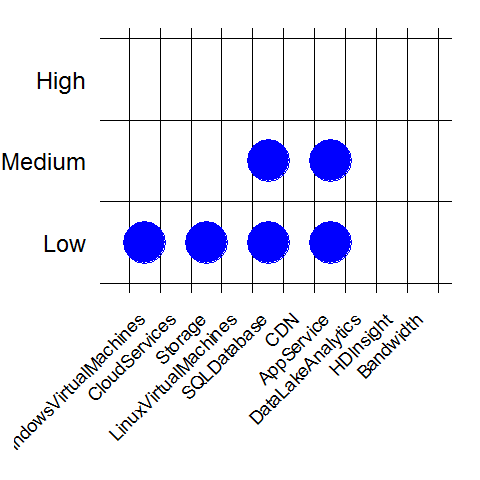 High
Medium
Low
ndowsVirtualMachines
CloudServices
Storage
LinuxVirtualMachines
SQLDatabase
CDN
AppService
DataLakeAnalytics
HDInsight
Bandwidth